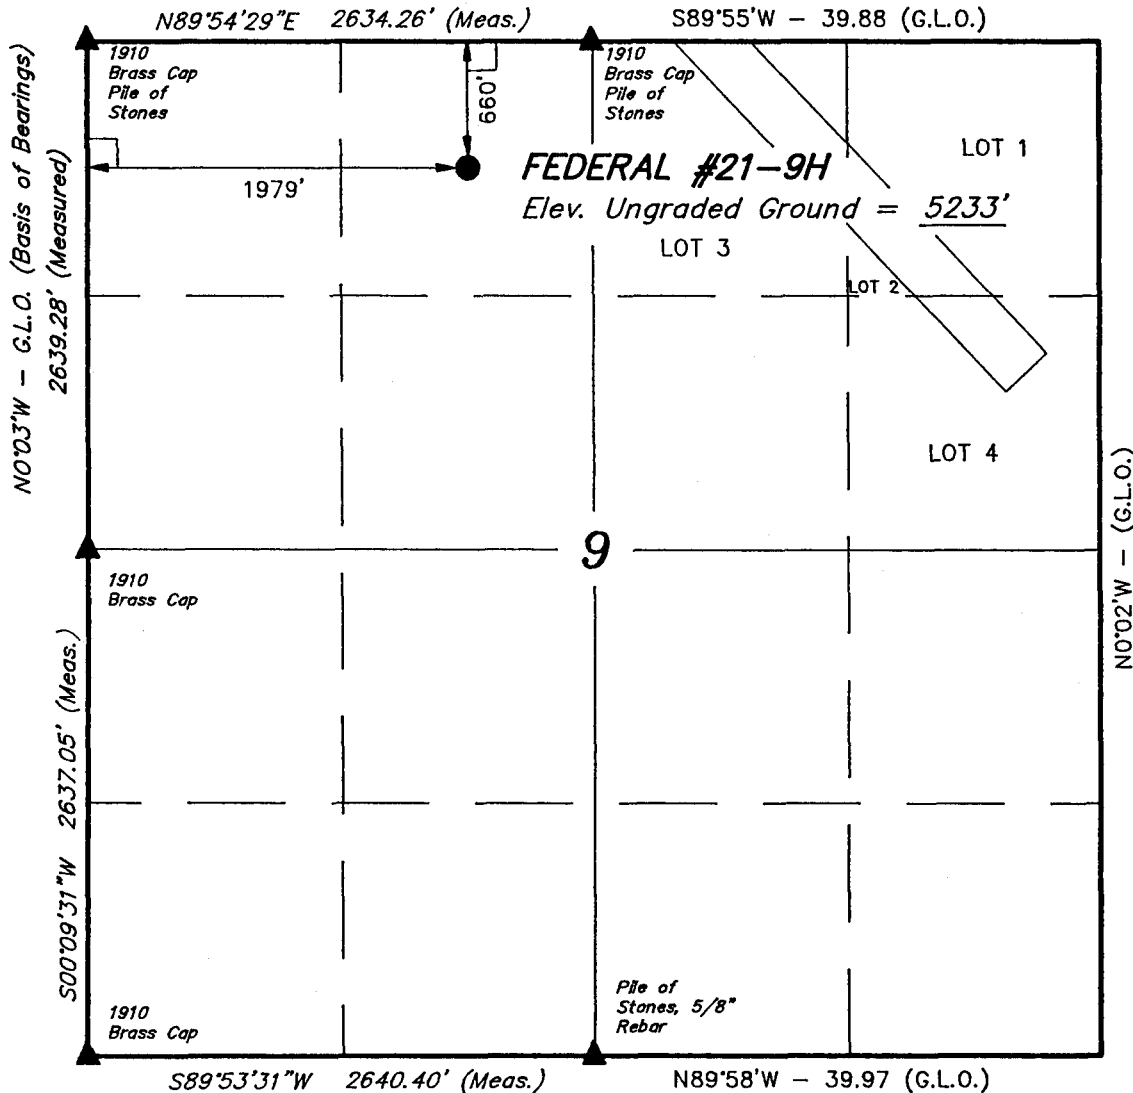 N89°54'29"E 2634.26' (Meas.)
S89°55'W – 39.88 (G.L.O.)
N0°03'W – G.L.O. (Basis of Bearings)
2639.28' (Measured)
1910
Brass Cap
Pile of
Stones
660'
1910
Brass Cap
Pile of
Stones
LOT 1
1979'
FEDERAL #21-9H
Elev. Ungraded Ground = 5233'
LOT 3
LOT 2
LOT 4
9
N0°02'W – (G.L.O.)
1910
Brass Cap
S00°09'31"W 2637.05' (Meas.)
1910
Brass Cap
Pile of
Stones, 5/8"
Rebar
S89°53'31"W 2640.40' (Meas.)
N89°58'W – 39.97 (G.L.O.)